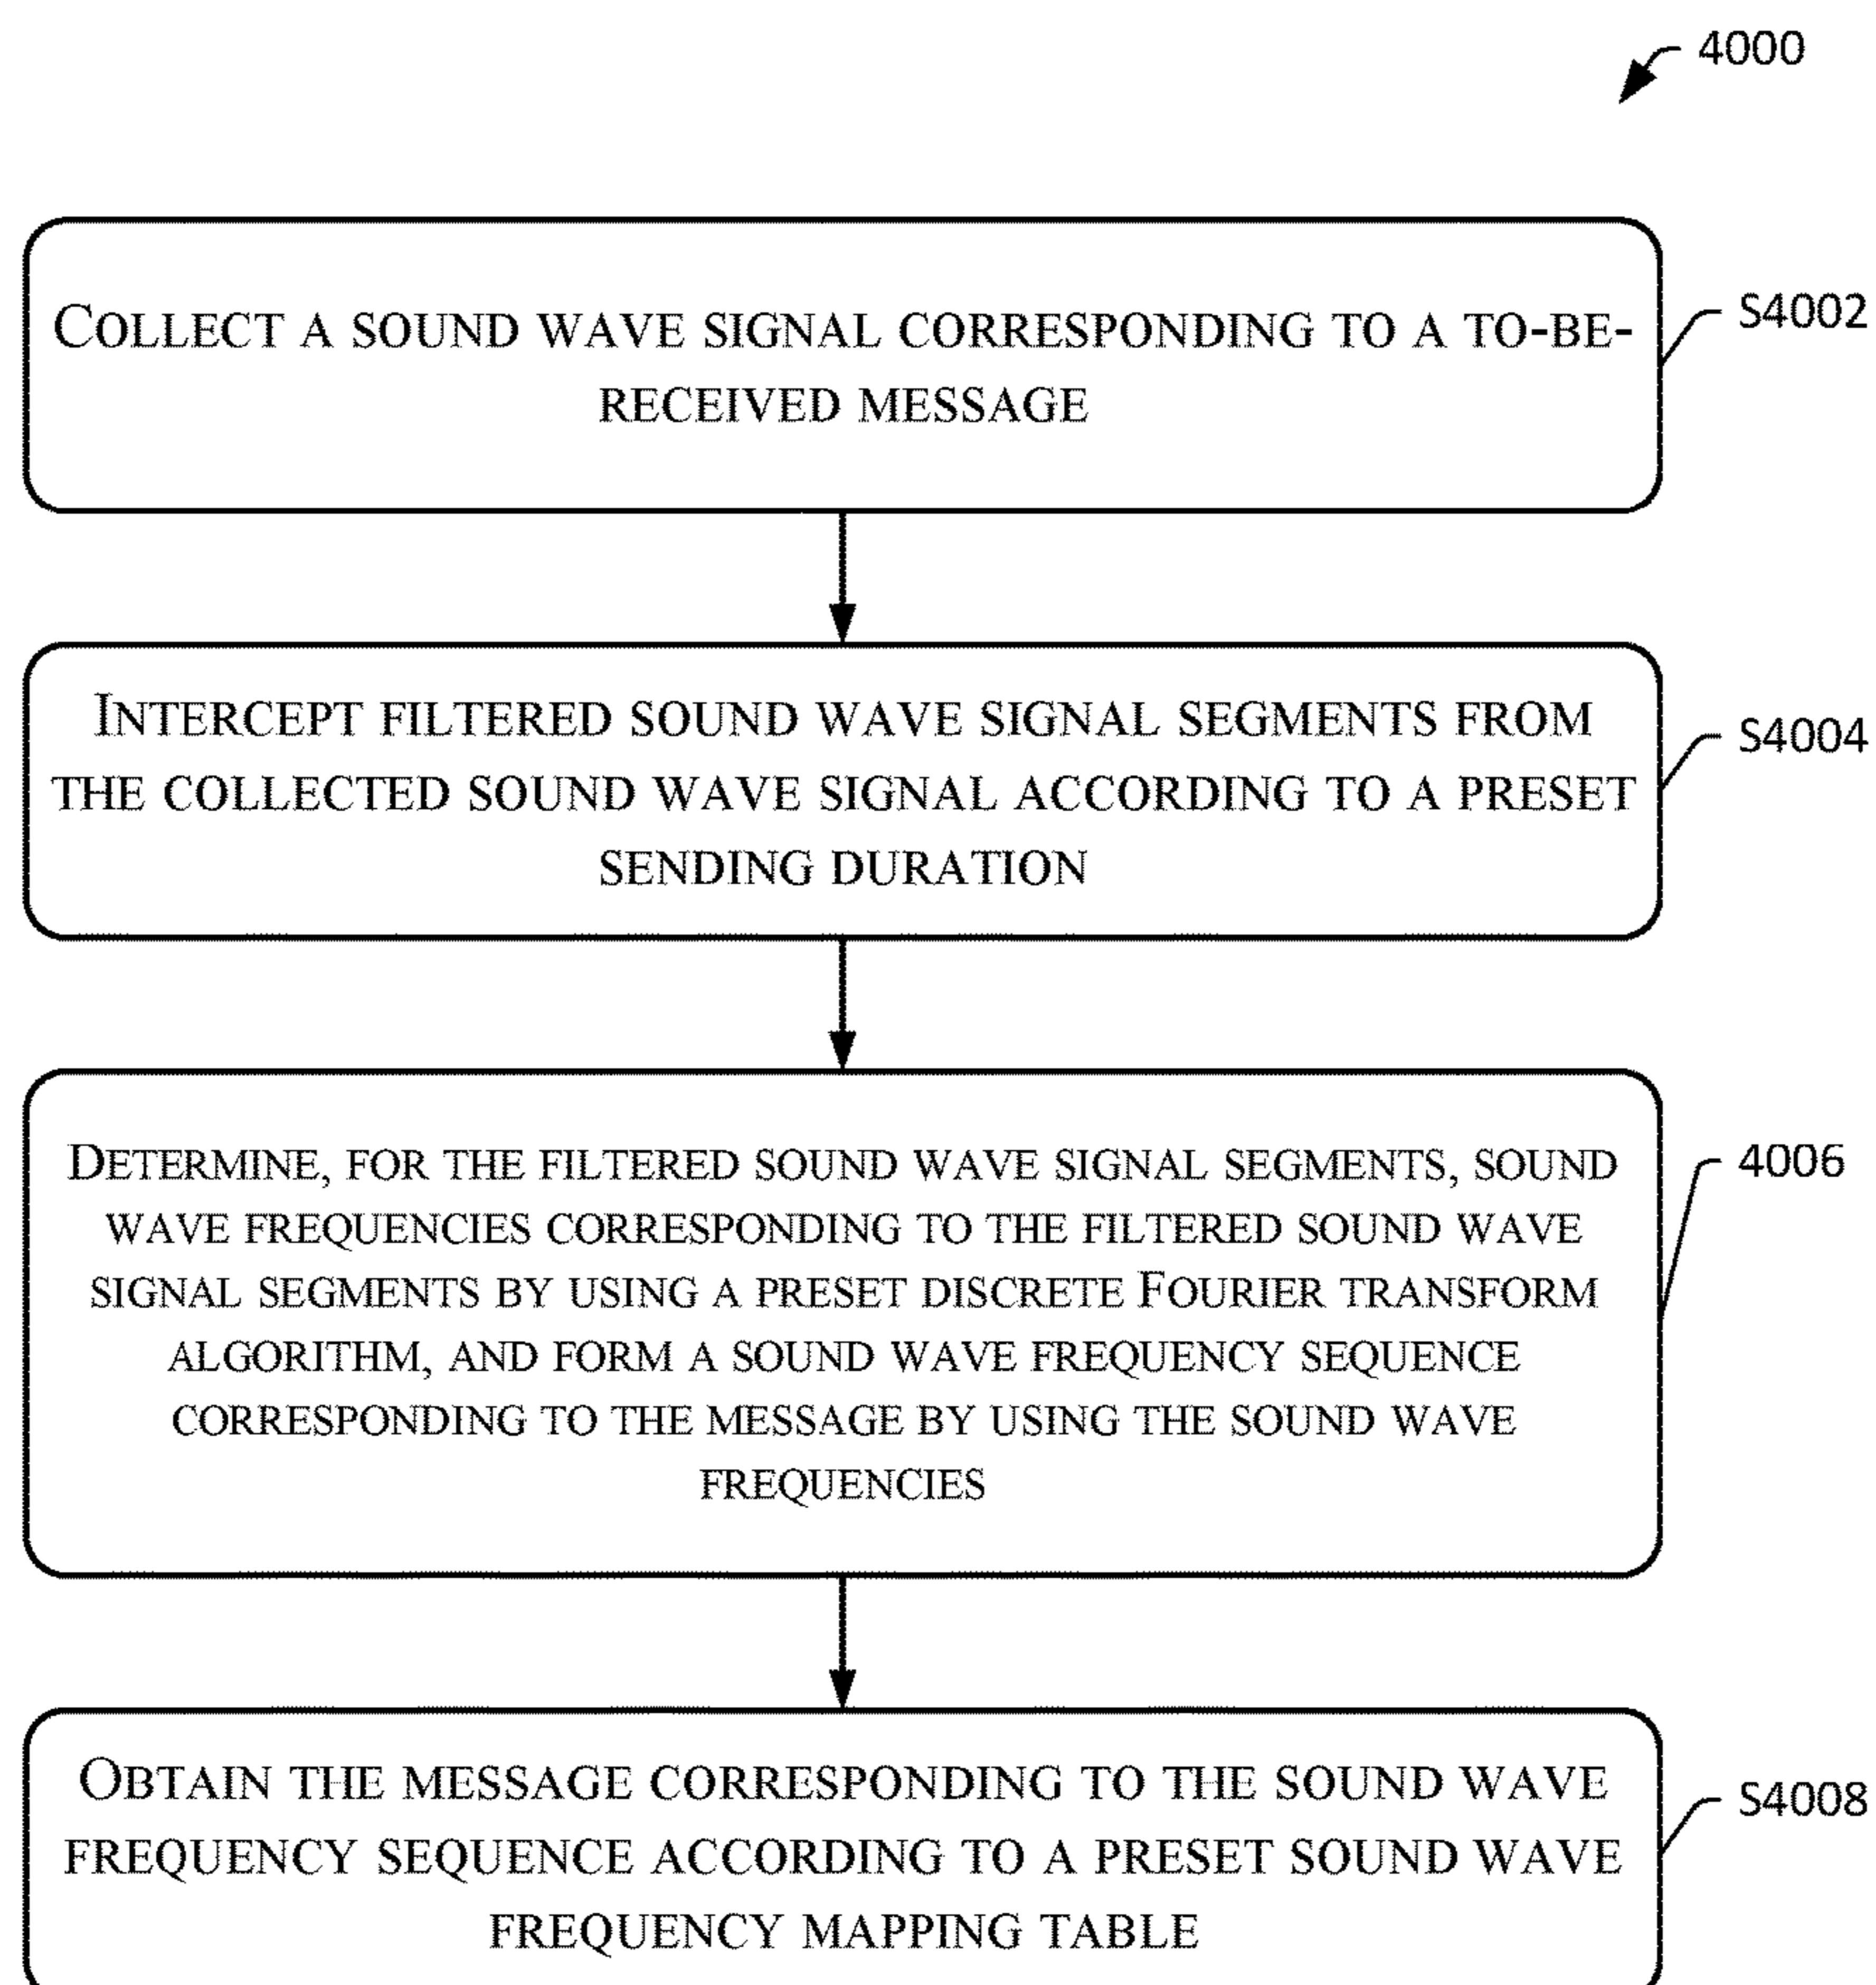 4000
COLLECT A SOUND WAVE SIGNAL CORRESPONDING TO A TO-BE-
RECEIVED MESSAGE
S4002
INTERCEPT FILTERED SOUND WAVE SIGNAL SEGMENTS FROM
THE COLLECTED SOUND WAVE SIGNAL ACCORDING TO A PRESET
SENDING DURATION
S4004
DETERMINE, FOR THE FILTERED SOUND WAVE SIGNAL SEGMENTS, SOUND
WAVE FREQUENCIES CORRESPONDING TO THE FILTERED SOUND WAVE
SIGNAL SEGMENTS BY USING A PRESET DISCRETE FOURIER TRANSFORM
ALGORITHM, AND FORM A SOUND WAVE FREQUENCY SEQUENCE
CORRESPONDING TO THE MESSAGE BY USING THE SOUND WAVE
FREQUENCIES
4006
OBTAIN THE MESSAGE CORRESPONDING TO THE SOUND WAVE
FREQUENCY SEQUENCE ACCORDING TO A PRESET SOUND WAVE
FREQUENCY MAPPING TABLE
S4008